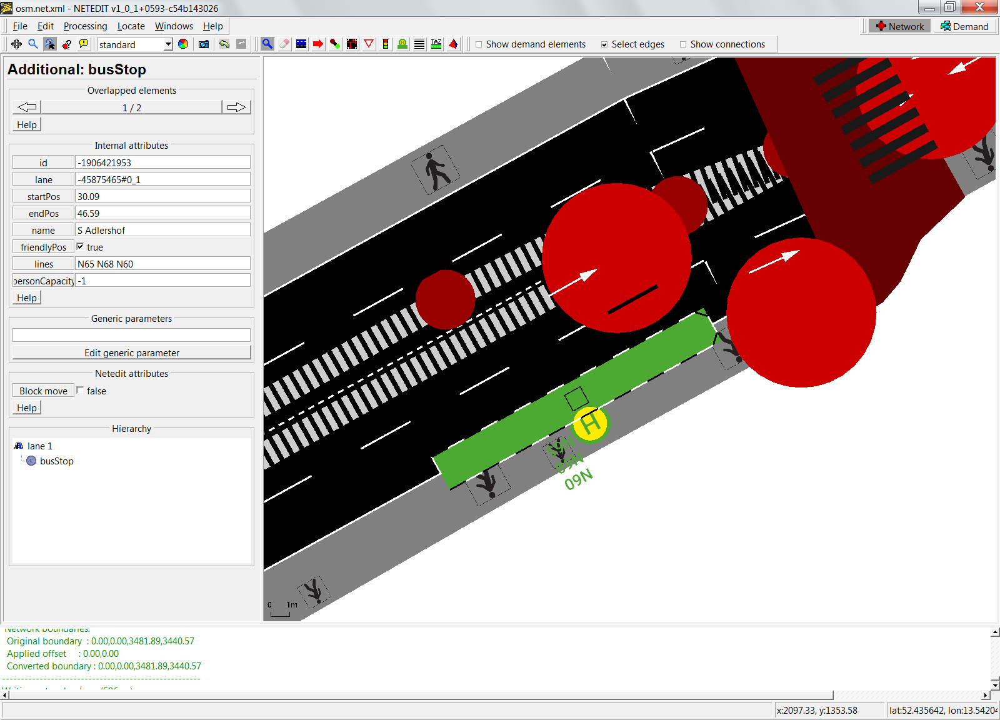 osm.net.xml - NETEDIT v1_0_1+0593-c54b143026
File Edit Processing Locate Windows Help
Network Demand
standard
TAZ
Show demand elements Select edges Show connections
Additional: busStop
Overlapped elements
1 / 2
Help
Internal attributes
id -1906421953
lane -45875465#0_1
startPos 30.09
endPos 46.59
name S Adlershof
friendlyPos true
lines N65 N68 N60
personCapacity -1
Help
Generic parameters
Edit generic parameter
Netedit attributes
Block move false
Help
Hierarchy
lane 1
busStop
H
N60
0 1m
Network boundaries:
Original boundary : 0.00,0.00,3481.89,3440.57
Applied offset : 0.00,0.00
Converted boundary : 0.00,0.00,3481.89,3440.57
-----------------------------------------------------
x:2097.33, y:1353.58
lat:52.435642, lon:13.54204